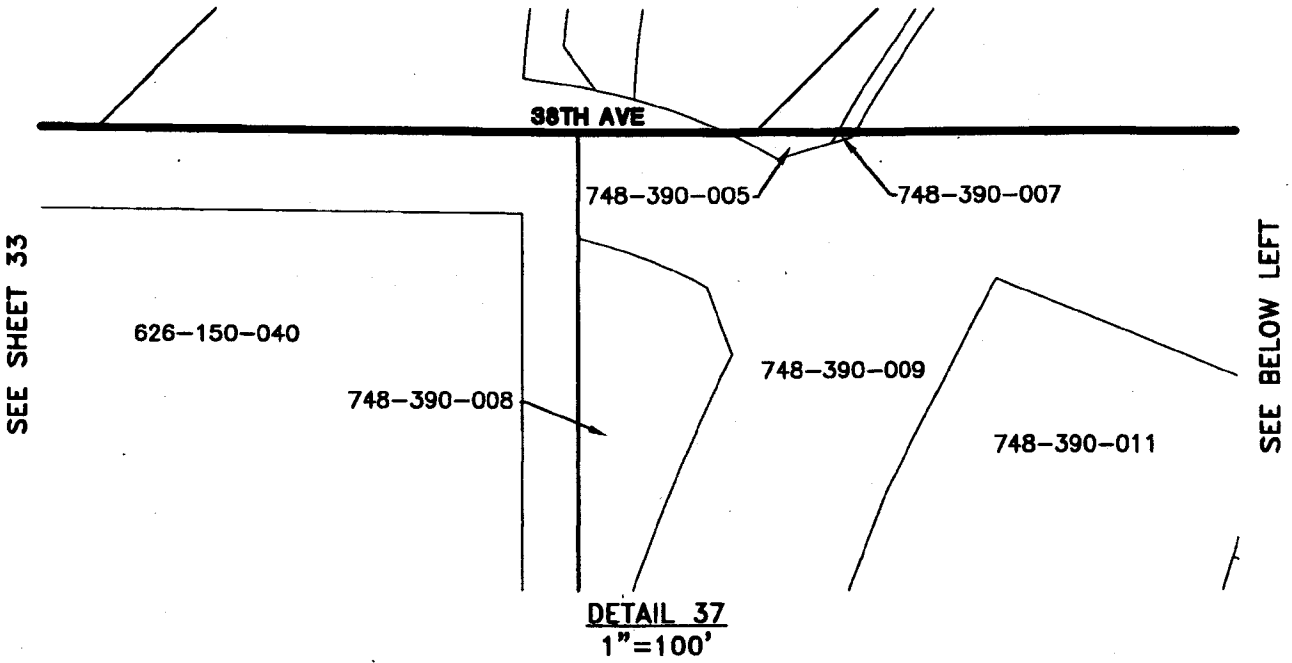 38TH AVE
748-390-005
748-390-007
SEE SHEET 33
SEE BELOW LEFT
626-150-040
748-390-009
748-390-008
748-390-011
DETAIL 37
1"=100'